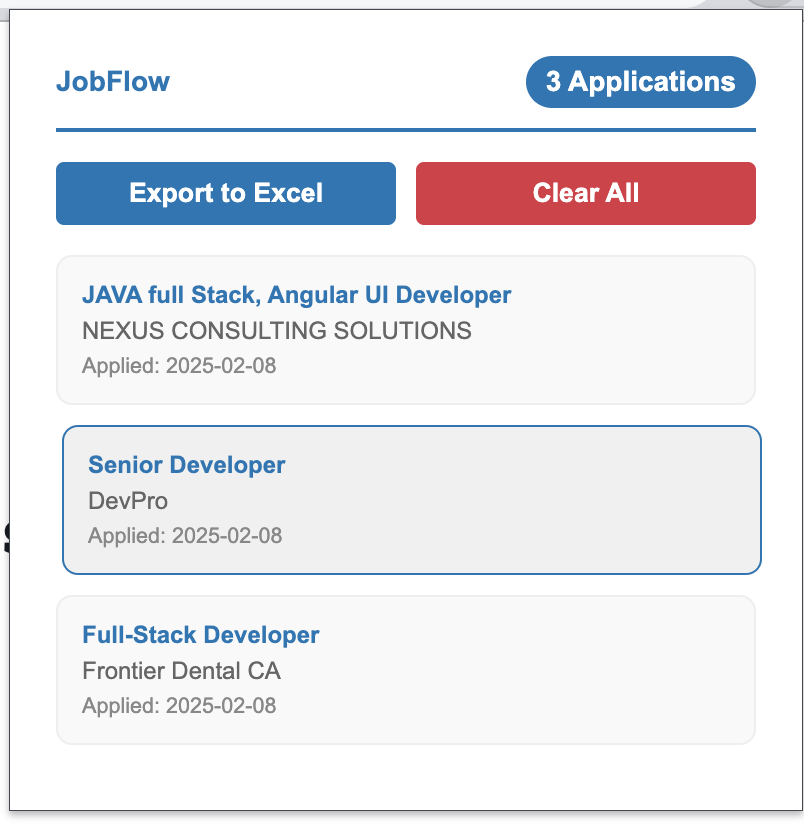 JobFlow
3 Applications
Export to Excel
Clear All
JAVA full Stack, Angular UI Developer
NEXUS CONSULTING SOLUTIONS
Applied: 2025-02-08
Senior Developer
DevPro
Applied: 2025-02-08
Full-Stack Developer
Frontier Dental CA
Applied: 2025-02-08